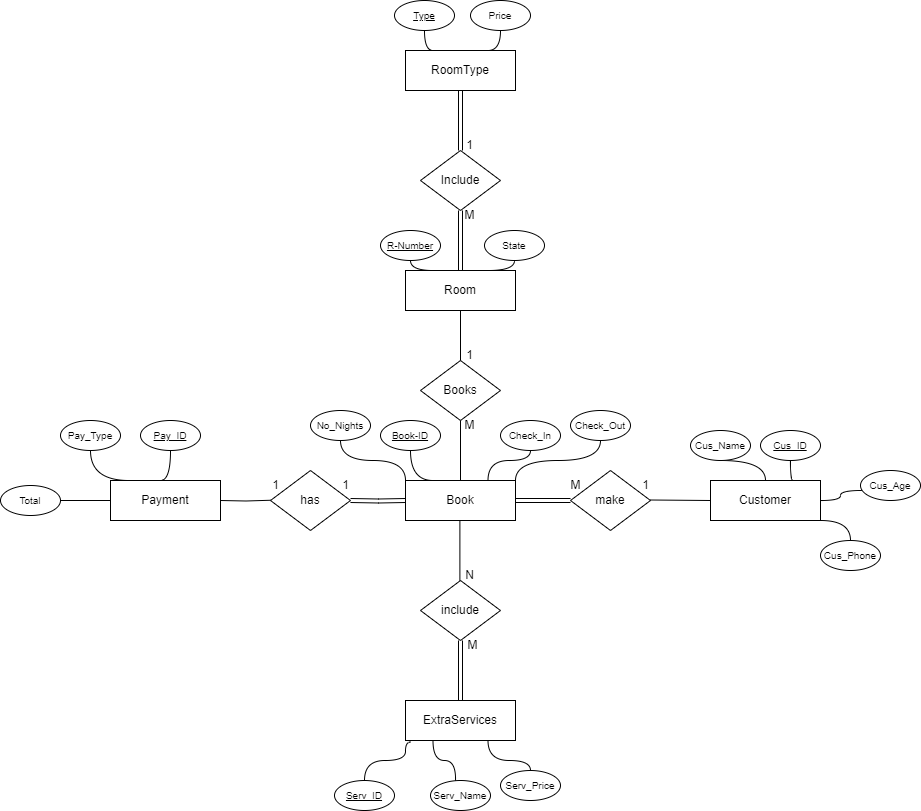 Type
Price
RoomType
1
Include
M
R-Number
State
Room
1
Books
M
No_Nights
Book-ID
Check_In
Check_Out
Pay_Type
Pay_ID
Cus_Name
Cus_ID
Total
Payment
1
has
1
Book
M
make
1
Customer
Cus_Age
Cus_Phone
N
include
M
ExtraServices
Serv_ID
Serv_Name
Serv_Price